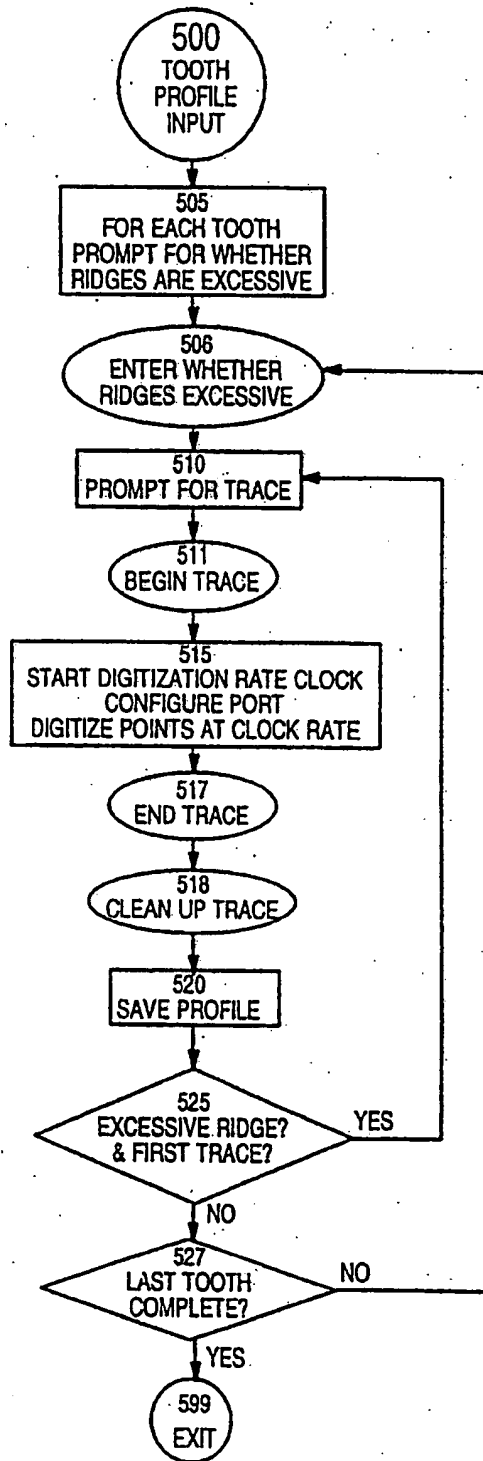 500
TOOTH
PROFILE
INPUT
505
FOR EACH TOOTH
PROMPT FOR WHETHER
RIDGES ARE EXCESSIVE
506
ENTER WHETHER
RIDGES EXCESSIVE
510
PROMPT FOR TRACE
511
BEGIN TRACE
515
START DIGITIZATION RATE CLOCK
CONFIGURE PORT
DIGITIZE POINTS AT CLOCK RATE
517
END TRACE
518
CLEAN UP TRACE
520
SAVE PROFILE
525
EXCESSIVE RIDGE?
& FIRST TRACE?
YES
NO
527
LAST TOOTH
COMPLETE?
NO
YES
599
EXIT